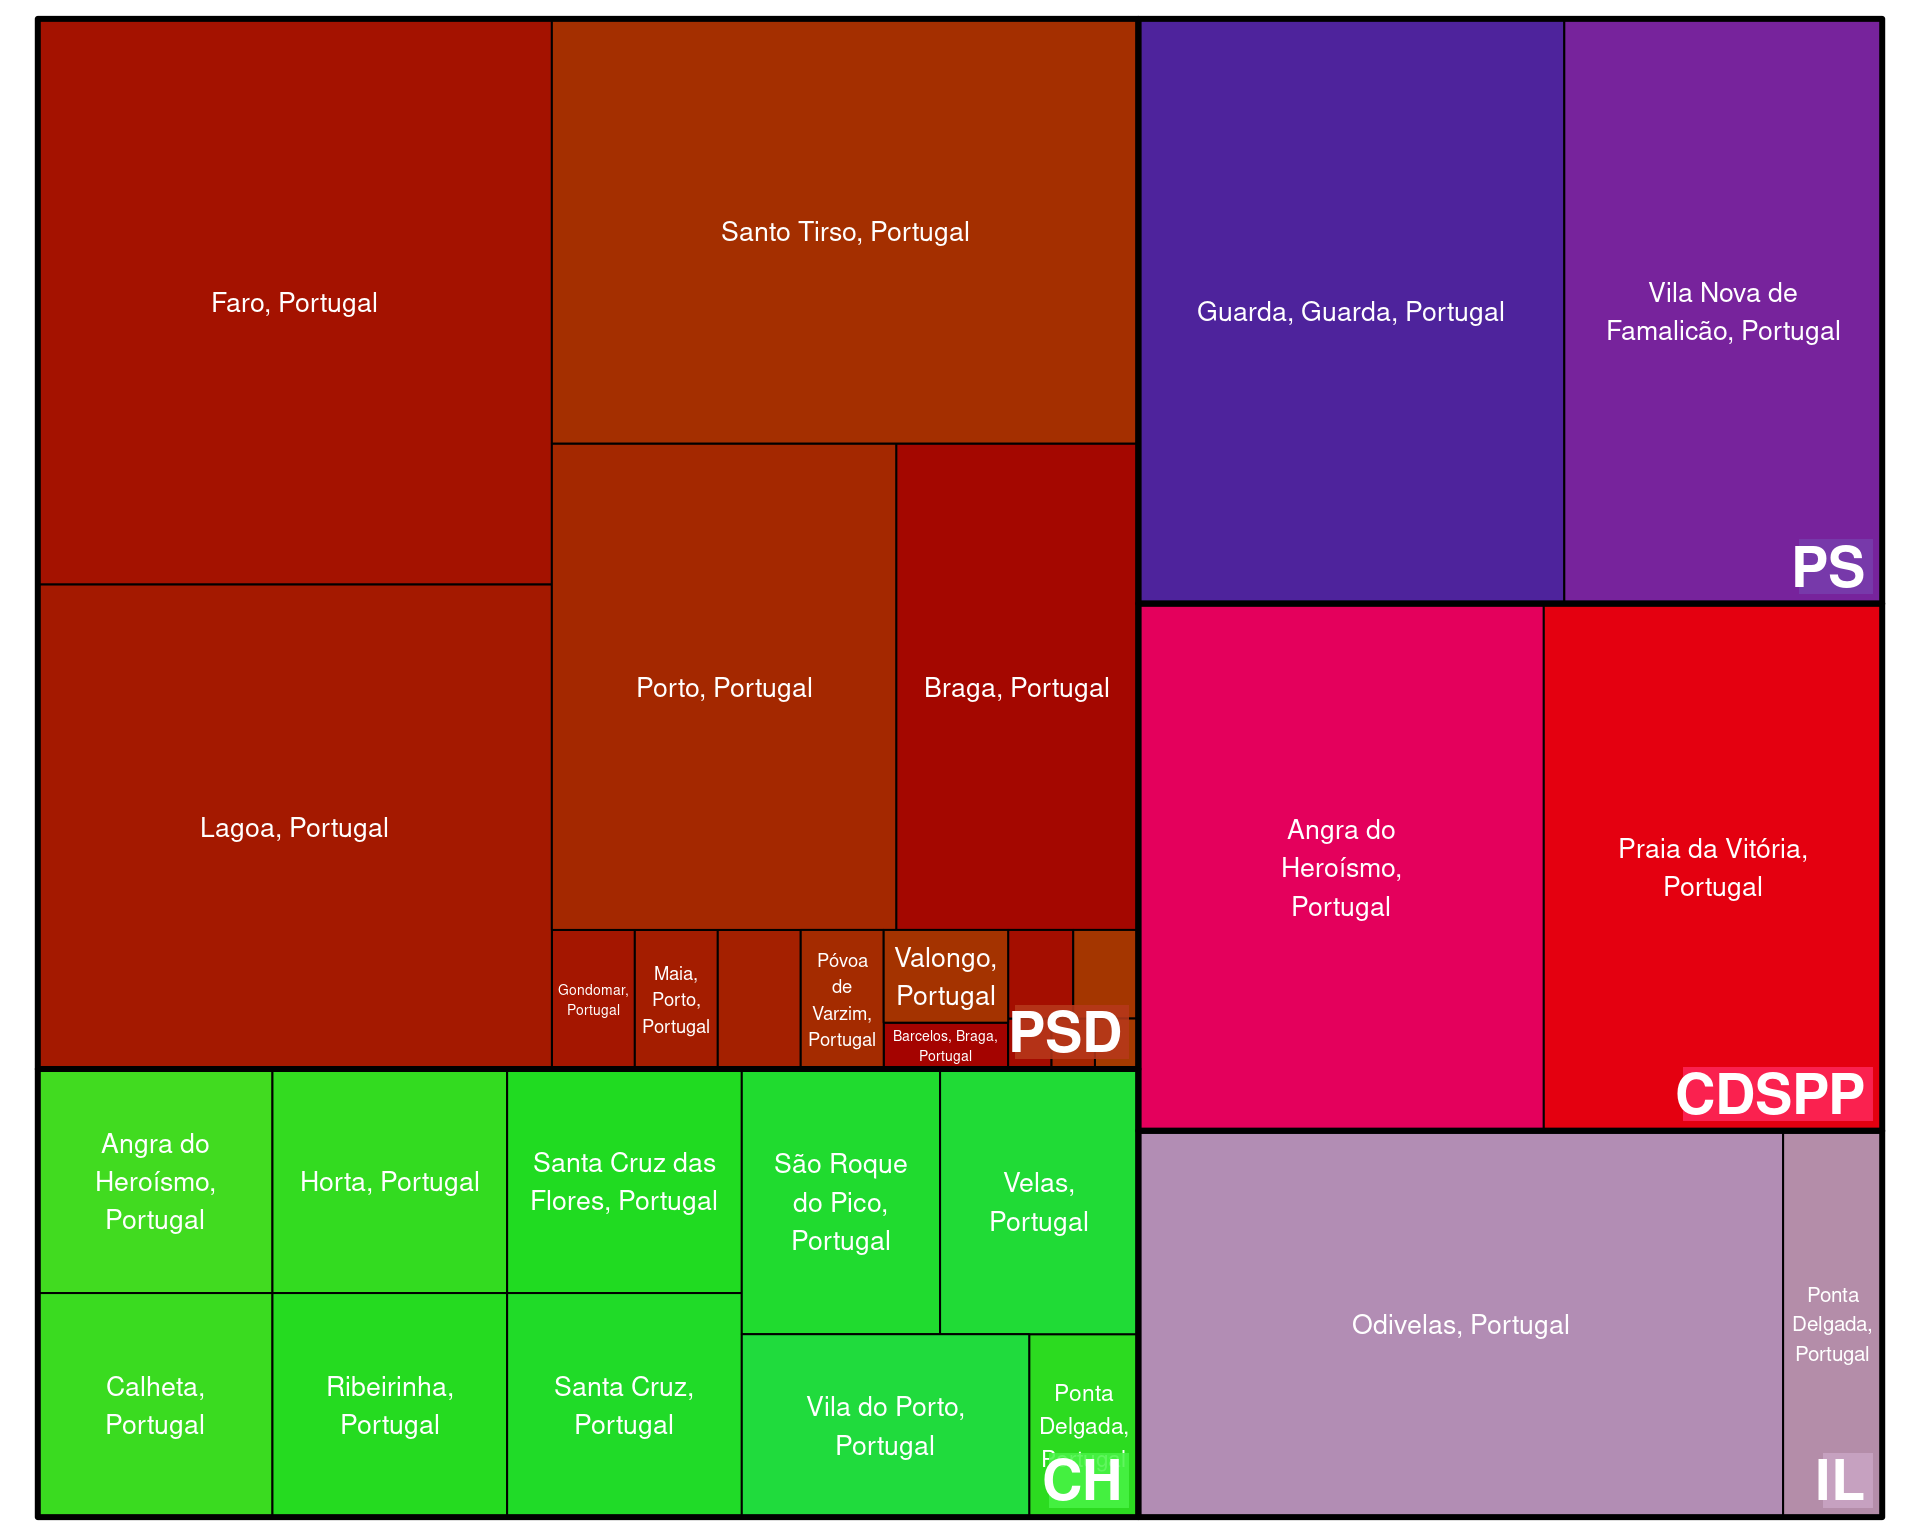 Faro, Portugal
Santo Tirso, Portugal
Lagoa, Portugal
Porto, Portugal
Braga, Portugal
Gondomar,
Portugal
Maia,
Porto,
Portugal
Póvoa
de
Varzim,
Portugal
Valongo,
Portugal
Barcelos, Braga,
Portugal
PSD
Guarda, Guarda, Portugal
Vila Nova de
Famalicão, Portugal
PS
Angra do
Heroísmo,
Portugal
Praia da Vitória,
Portugal
CDSPP
Angra do
Heroísmo,
Portugal
Horta, Portugal
Santa Cruz das
Flores, Portugal
São Roque
do Pico,
Portugal
Velas,
Portugal
Calheta,
Portugal
Ribeirinha,
Portugal
Santa Cruz,
Portugal
Vila do Porto,
Portugal
Ponta
Delgada,
Portugal
CH
Odivelas, Portugal
Ponta
Delgada,
Portugal
IL